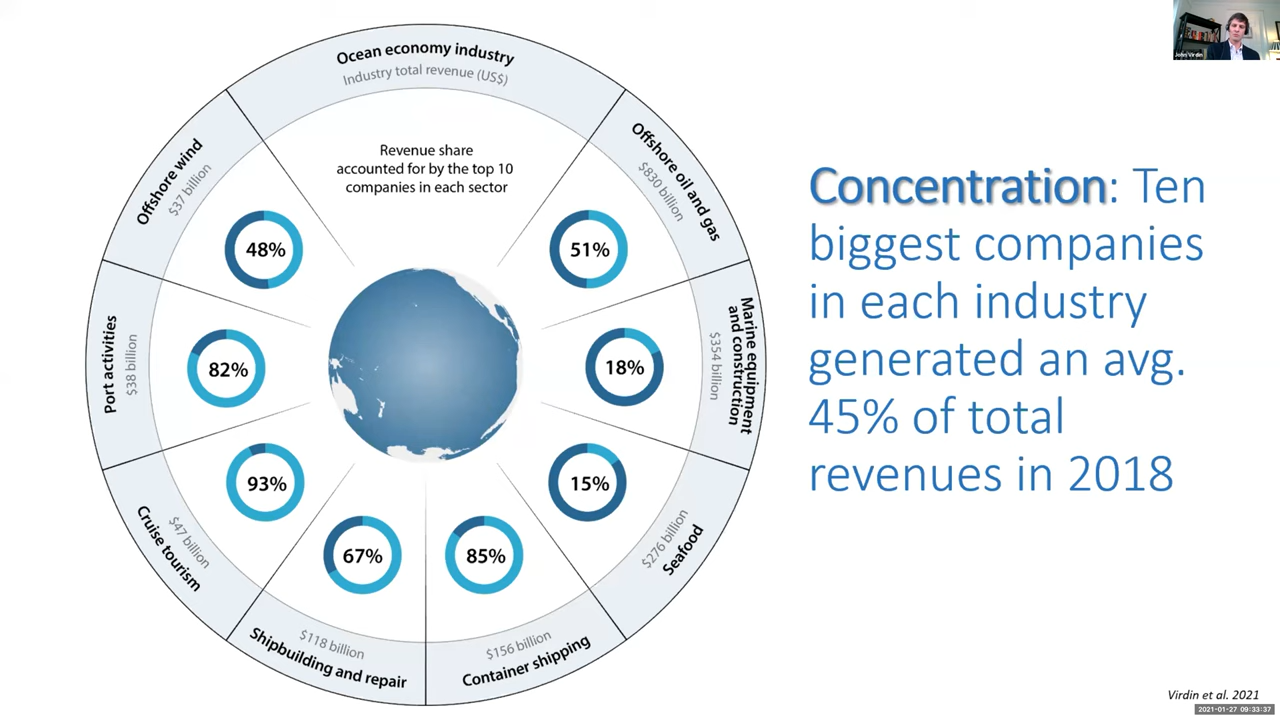 Ocean economy industry
Industry total revenue (US$)
Revenue share
accounted for by the top 10
companies in each sector
Offshore oil and gas
$830 billion
51%
Marine equipment
and construction
$354 billion
18%
Seafood
$276 billion
15%
Container shipping
$156 billion
85%
Shipbuilding and repair
$118 billion
67%
Cruise tourism
$47 billion
93%
Port activities
$38 billion
82%
Offshore wind
$37 billion
48%
Concentration: Ten
biggest companies
in each industry
generated an avg.
45% of total
revenues in 2018
Virdin et al. 2021
John Virdin
2021-01-27 09:33:37